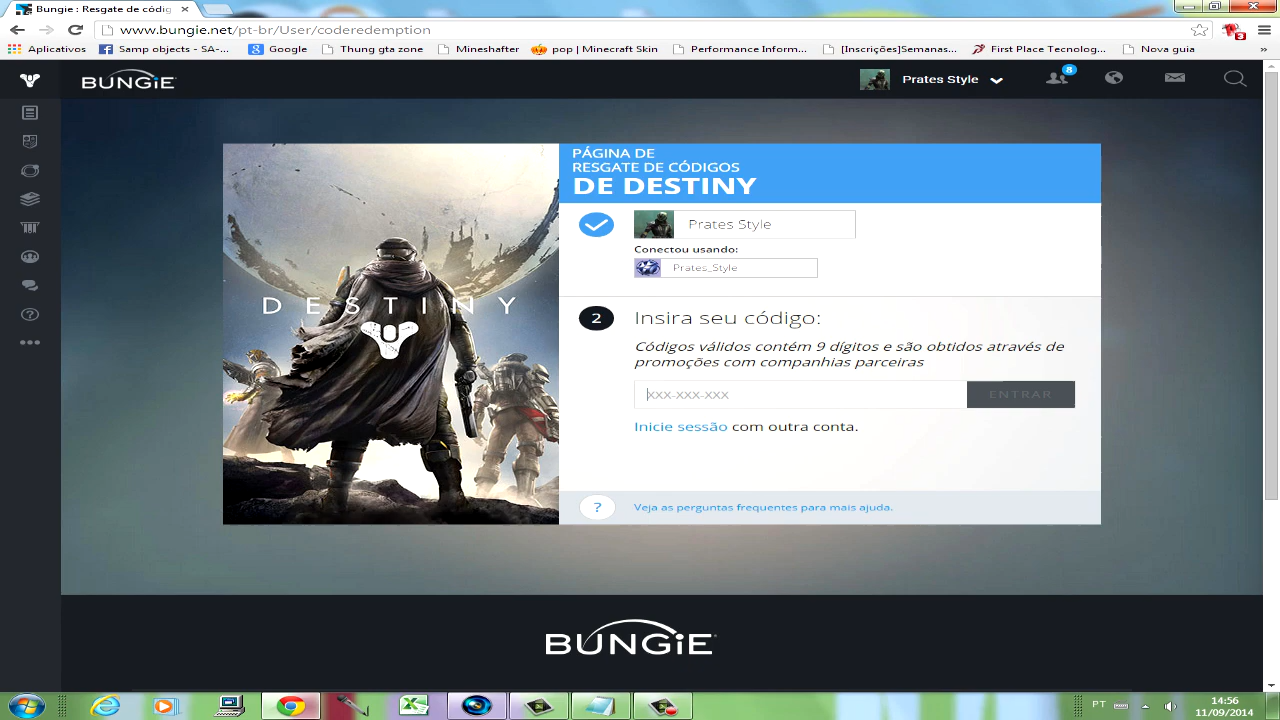 Bungie : Resgate de códig
www.bungie.net/pt-br/User/coderedemption
Aplicativos
Samp objects - SA-...
Google
Thung gta zone
Mineshafter
pop | Minecraft Skin
Performance Inform...
[Inscrições]Semanas...
First Place Tecnolog...
Nova guia
»
3
BUNGIE
Prates Style
8
PÁGINA DE
RESGATE DE CÓDIGOS
DE DESTINY
Prates Style
Conectou usando:
Prates_Style
DESTINY
2
Insira seu código:
Códigos válidos contém 9 dígitos e são obtidos através de
promoções com companhias parceiras
XXX-XXX-XXX
ENTRAR
Inicie sessão com outra conta.
?
Veja as perguntas frequentes para mais ajuda.
BUNGIE
PT
14:56
11/09/2014